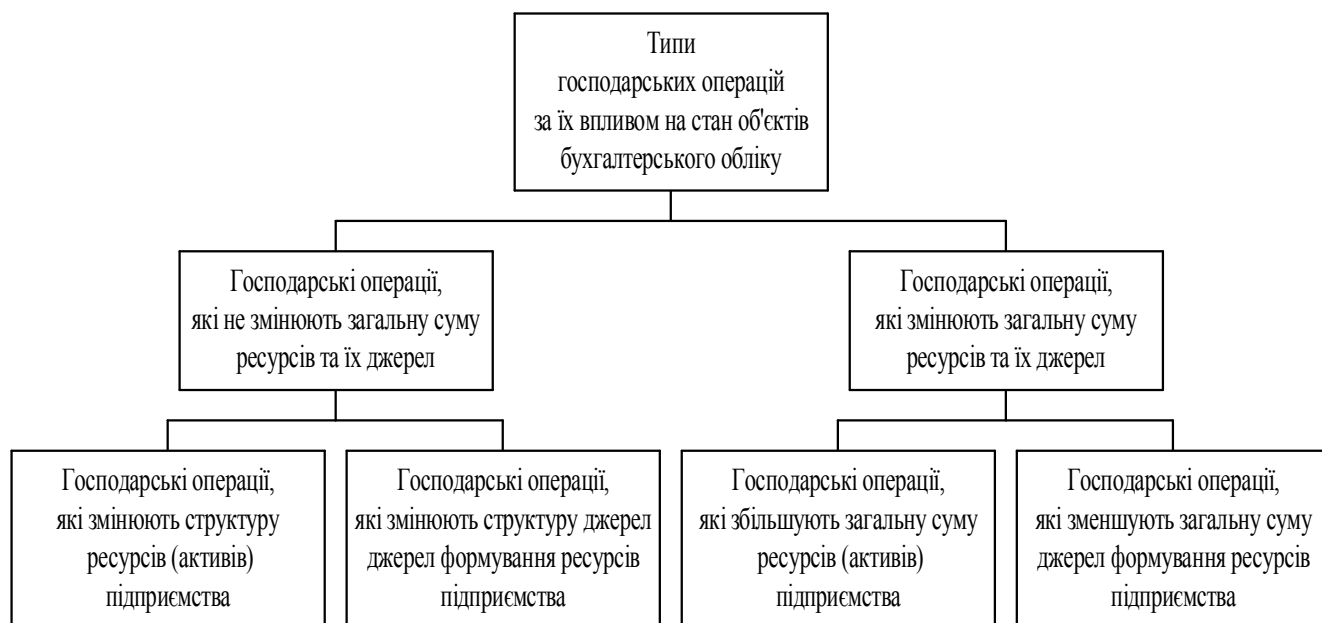 Типи
господарських операцій
за їх впливом на стан об'єктів
бухгалтерського обліку
Господарські операції,
які не змінюють загальну суму
ресурсів та їх джерел
Господарські операції,
які змінюють загальну суму
ресурсів та їх джерел
Господарські операції,
які змінюють структуру
ресурсів (активів)
підприємства
Господарські операції,
які змінюють структуру джерел
джерел формування ресурсів
підприємства
Господарські операції,
які збільшують загальну суму
ресурсів (активів)
підприємства
Господарські операції,
які зменшують загальну суму
джерел формування ресурсів
підприємства